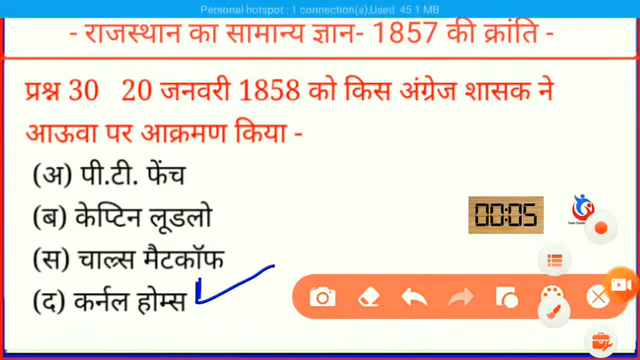 Personal hotspot : 1 connection(s),Used 45.1 MB
- राजस्थान का सामान्य ज्ञान- 1857 की क्रांति -
प्रश्न 30 20 जनवरी 1858 को किस अंग्रेज शासक ने
आऊवा पर आक्रमण किया -
(अ) पी.टी. फेंच
(ब) केप्टिन लूडलो
(स) चाल्र्स मैटकॉफ
(द) कर्नल होम्स
00:05